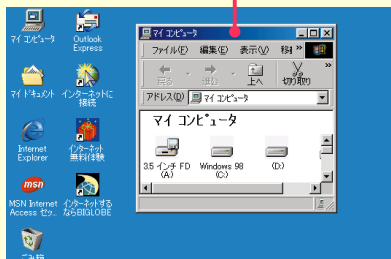 マイ コンピュータ
Outlook
Express
マイ ドキュメント
インターネットに
接続
Internet
Explorer
インターネット
無料体験
msn
MSN Internet
Access セッ..
インターネットする
ならBIGLOBE
ごみ箱
マイ コンピュータ
ファイル(F) 編集(E) 表示(V) 移動 »
戻る 進む 上へ 切り取り »
アドレス(D) マイ コンピュータ
マイ コンピュータ
3.5 インチ FD
(A:)
Windows 98
(C:)
(D:)